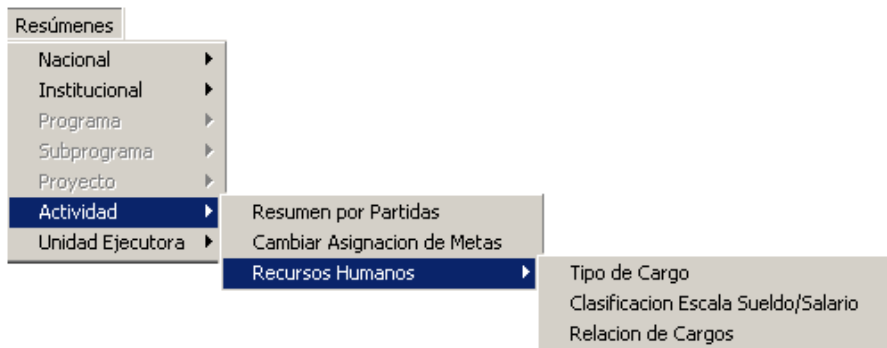 Resúmenes
Nacional
Institucional
Programa
Subprograma
Proyecto
Actividad
Unidad Ejecutora
Resumen por Partidas
Cambiar Asignacion de Metas
Recursos Humanos
Tipo de Cargo
Clasificacion Escala Sueldo/Salario
Relacion de Cargos